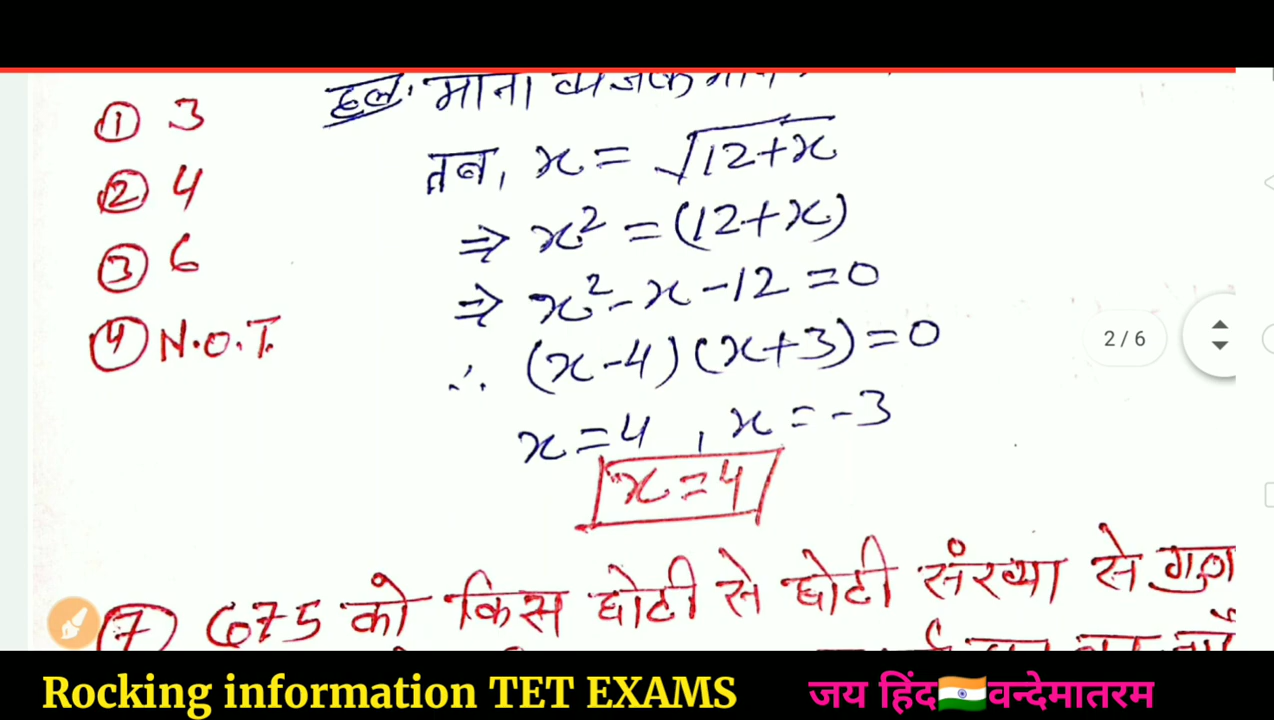 ① 3
② 4
③ 6
④ N.O.T.
हल: माना
तब, x = √12+x
⇒ x² = (12+x)
⇒ x² - x - 12 = 0
∴ (x-4) (x+3) = 0
x = 4 , x = -3
x = 4
2 / 6
⑦ 675 को किस छोटी से छोटी संख्या से गुणा
Rocking information TET EXAMS जय हिंद🇮🇳वन्देमातरम